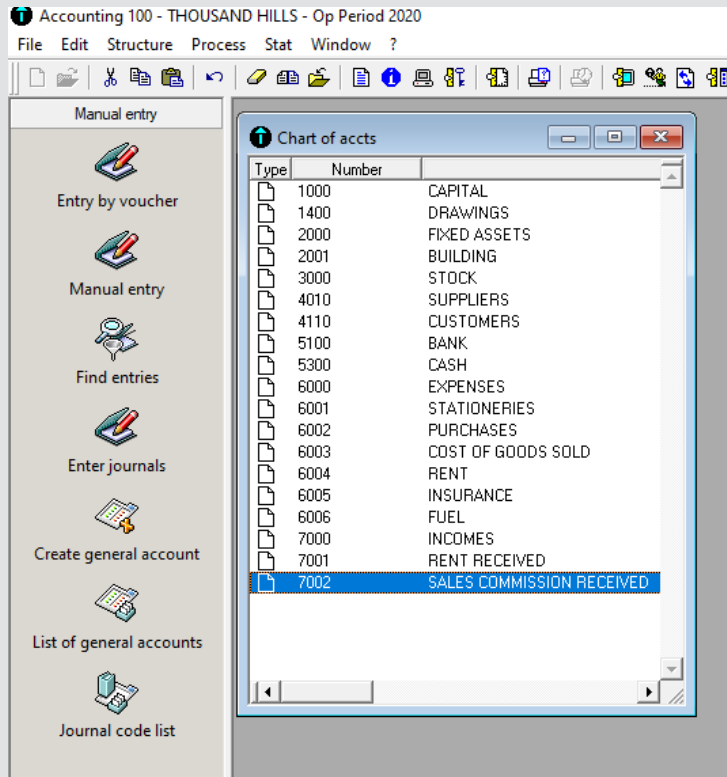 Accounting 100 - THOUSAND HILLS - Op Period 2020
File Edit Structure Process Stat Window ?
Manual entry
Entry by voucher
Manual entry
Find entries
Enter journals
Create general account
List of general accounts
Journal code list
Chart of accts
Type Number
1000 CAPITAL
1400 DRAWINGS
2000 FIXED ASSETS
2001 BUILDING
3000 STOCK
4010 SUPPLIERS
4110 CUSTOMERS
5100 BANK
5300 CASH
6000 EXPENSES
6001 STATIONERIES
6002 PURCHASES
6003 COST OF GOODS SOLD
6004 RENT
6005 INSURANCE
6006 FUEL
7000 INCOMES
7001 RENT RECEIVED
7002 SALES COMMISSION RECEIVED